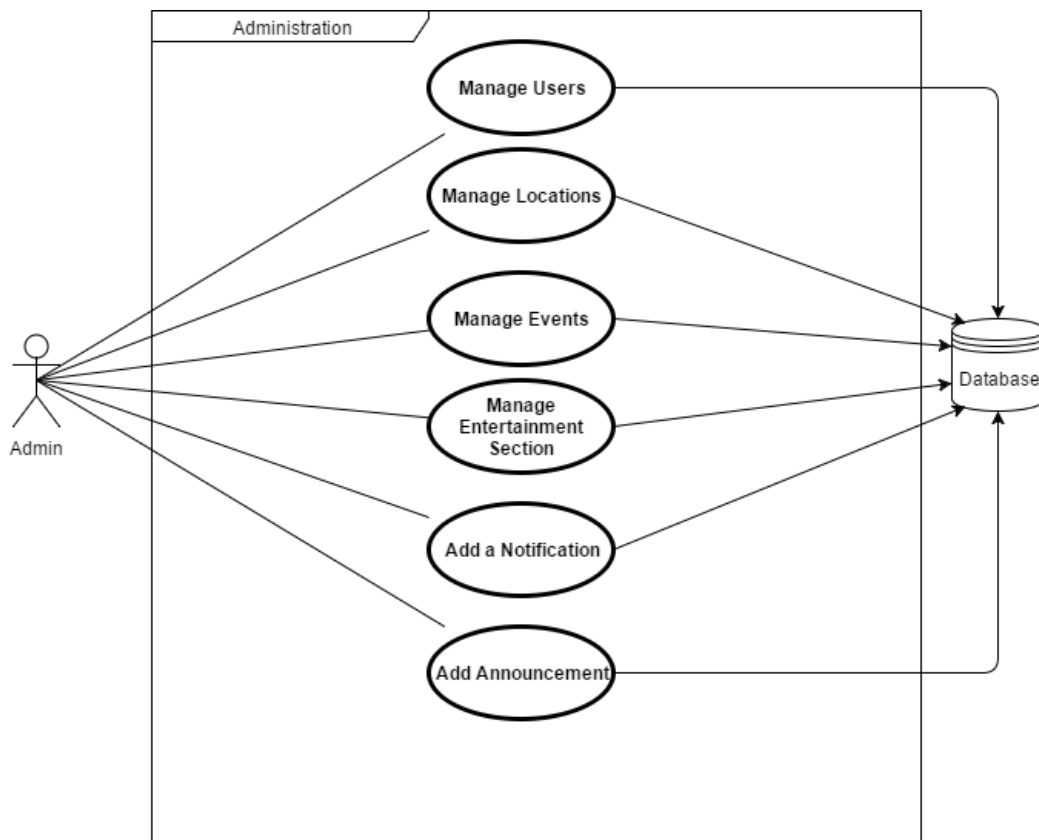 Administration
Manage Users
Manage Locations
Manage Events
Manage
Entertainment
Section
Add a Notification
Add Announcement
Admin
Database